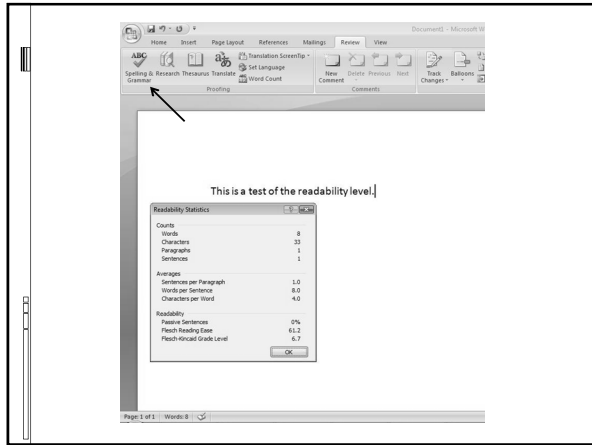 Document1 - Microsoft W
Home Insert Page Layout References Mailings Review View
ABC
Spelling & Grammar Research Thesaurus Translate
Translation ScreenTip
Set Language
Word Count
Proofing
New Comment Delete Previous Next
Comments
Track Changes Balloons
This is a test of the readability level.
Readability Statistics
Counts
Words 8
Characters 33
Paragraphs 1
Sentences 1
Averages
Sentences per Paragraph 1.0
Words per Sentence 8.0
Characters per Word 4.0
Readability
Passive Sentences 0%
Flesch Reading Ease 61.2
Flesch-Kincaid Grade Level 6.7
OK
Page: 1 of 1 Words: 8